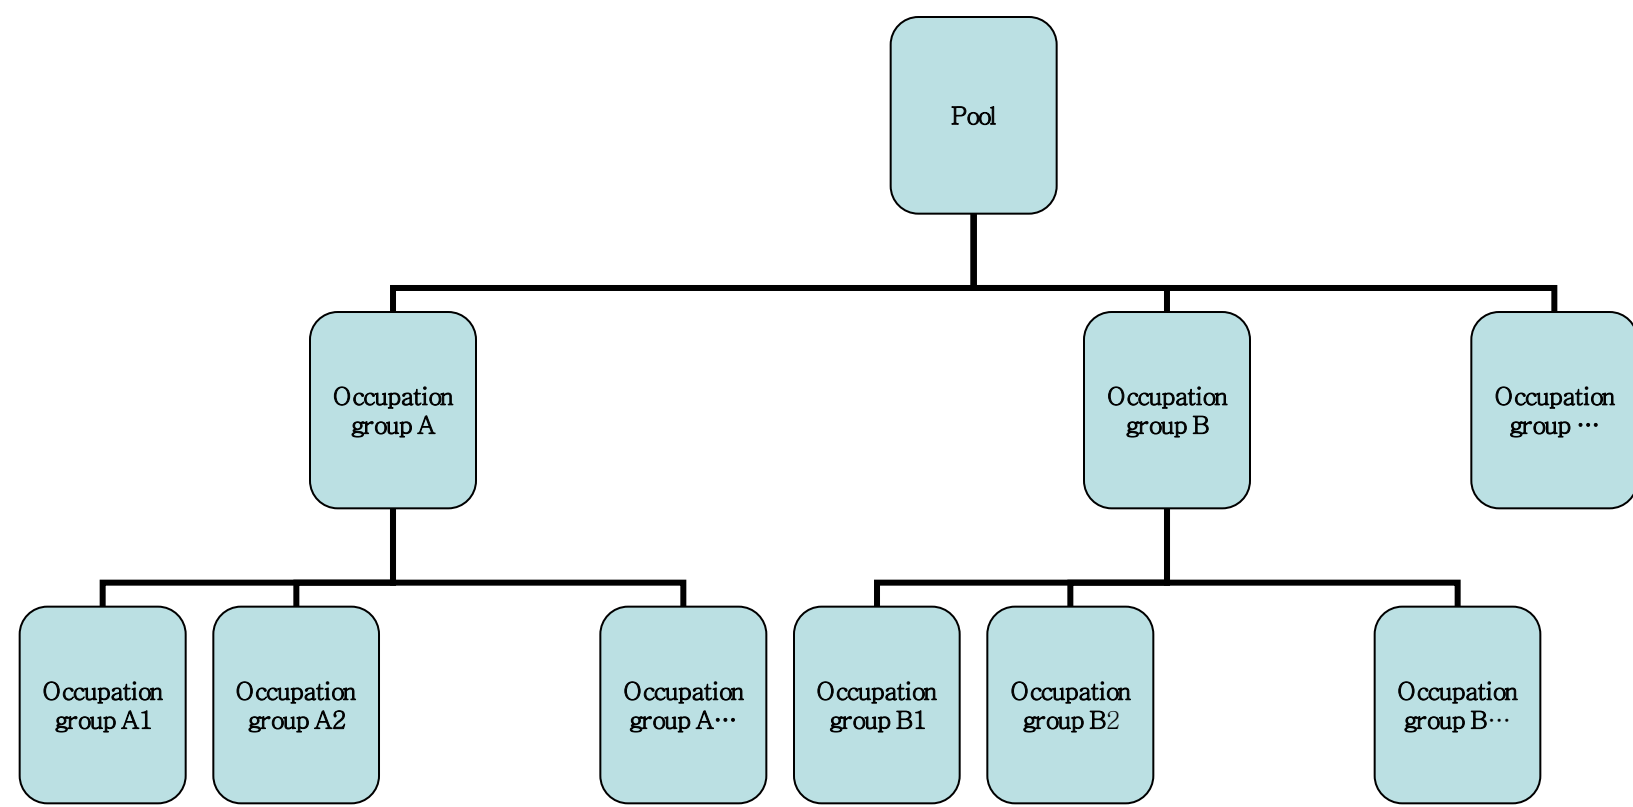 Pool
Occupation
group A
Occupation
group B
Occupation
group …
Occupation
group A1
Occupation
group A2
Occupation
group A…
Occupation
group B1
Occupation
group B2
Occupation
group B…